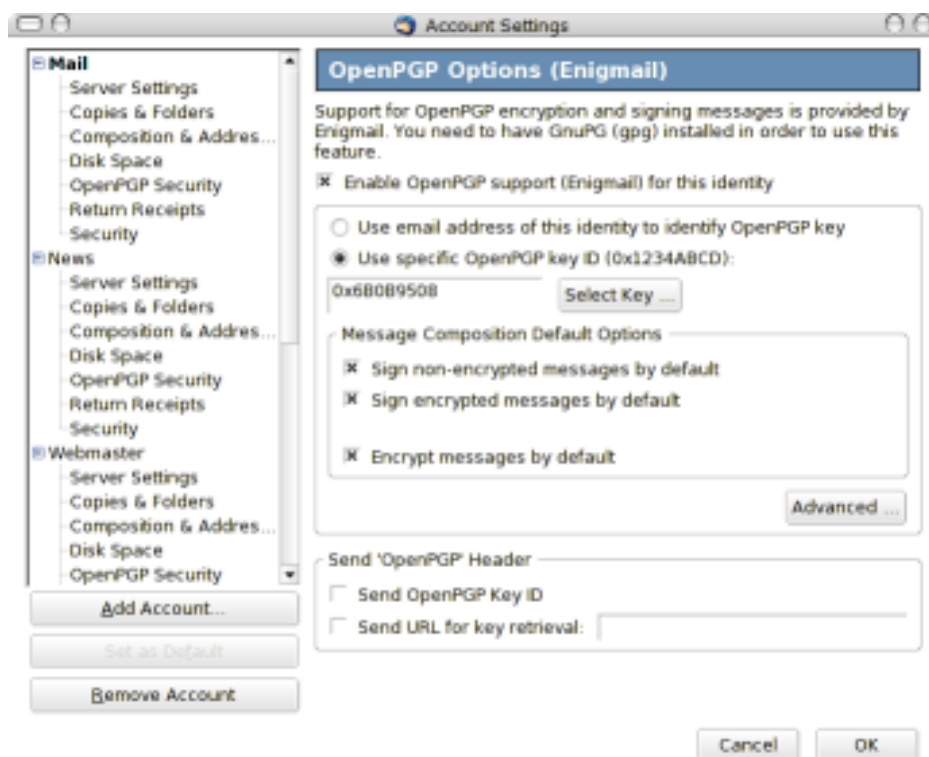 Account Settings
Mail
Server Settings
Copies & Folders
Composition & Addres...
Disk Space
OpenPGP Security
Return Receipts
Security
News
Server Settings
Copies & Folders
Composition & Addres...
Disk Space
OpenPGP Security
Return Receipts
Security
Webmaster
Server Settings
Copies & Folders
Composition & Addres...
Disk Space
OpenPGP Security
Add Account...
Set as Default
Remove Account
OpenPGP Options (Enigmail)
Support for OpenPGP encryption and signing messages is provided by
Enigmail. You need to have GnuPG (gpg) installed in order to use this
feature.
Enable OpenPGP support (Enigmail) for this identity
Use email address of this identity to identify OpenPGP key
Use specific OpenPGP key ID (0x1234ABCD):
0x6B0B9508
Select Key ...
Message Composition Default Options
Sign non-encrypted messages by default
Sign encrypted messages by default
Encrypt messages by default
Advanced ...
Send 'OpenPGP' Header
Send OpenPGP Key ID
Send URL for key retrieval:
Cancel
OK